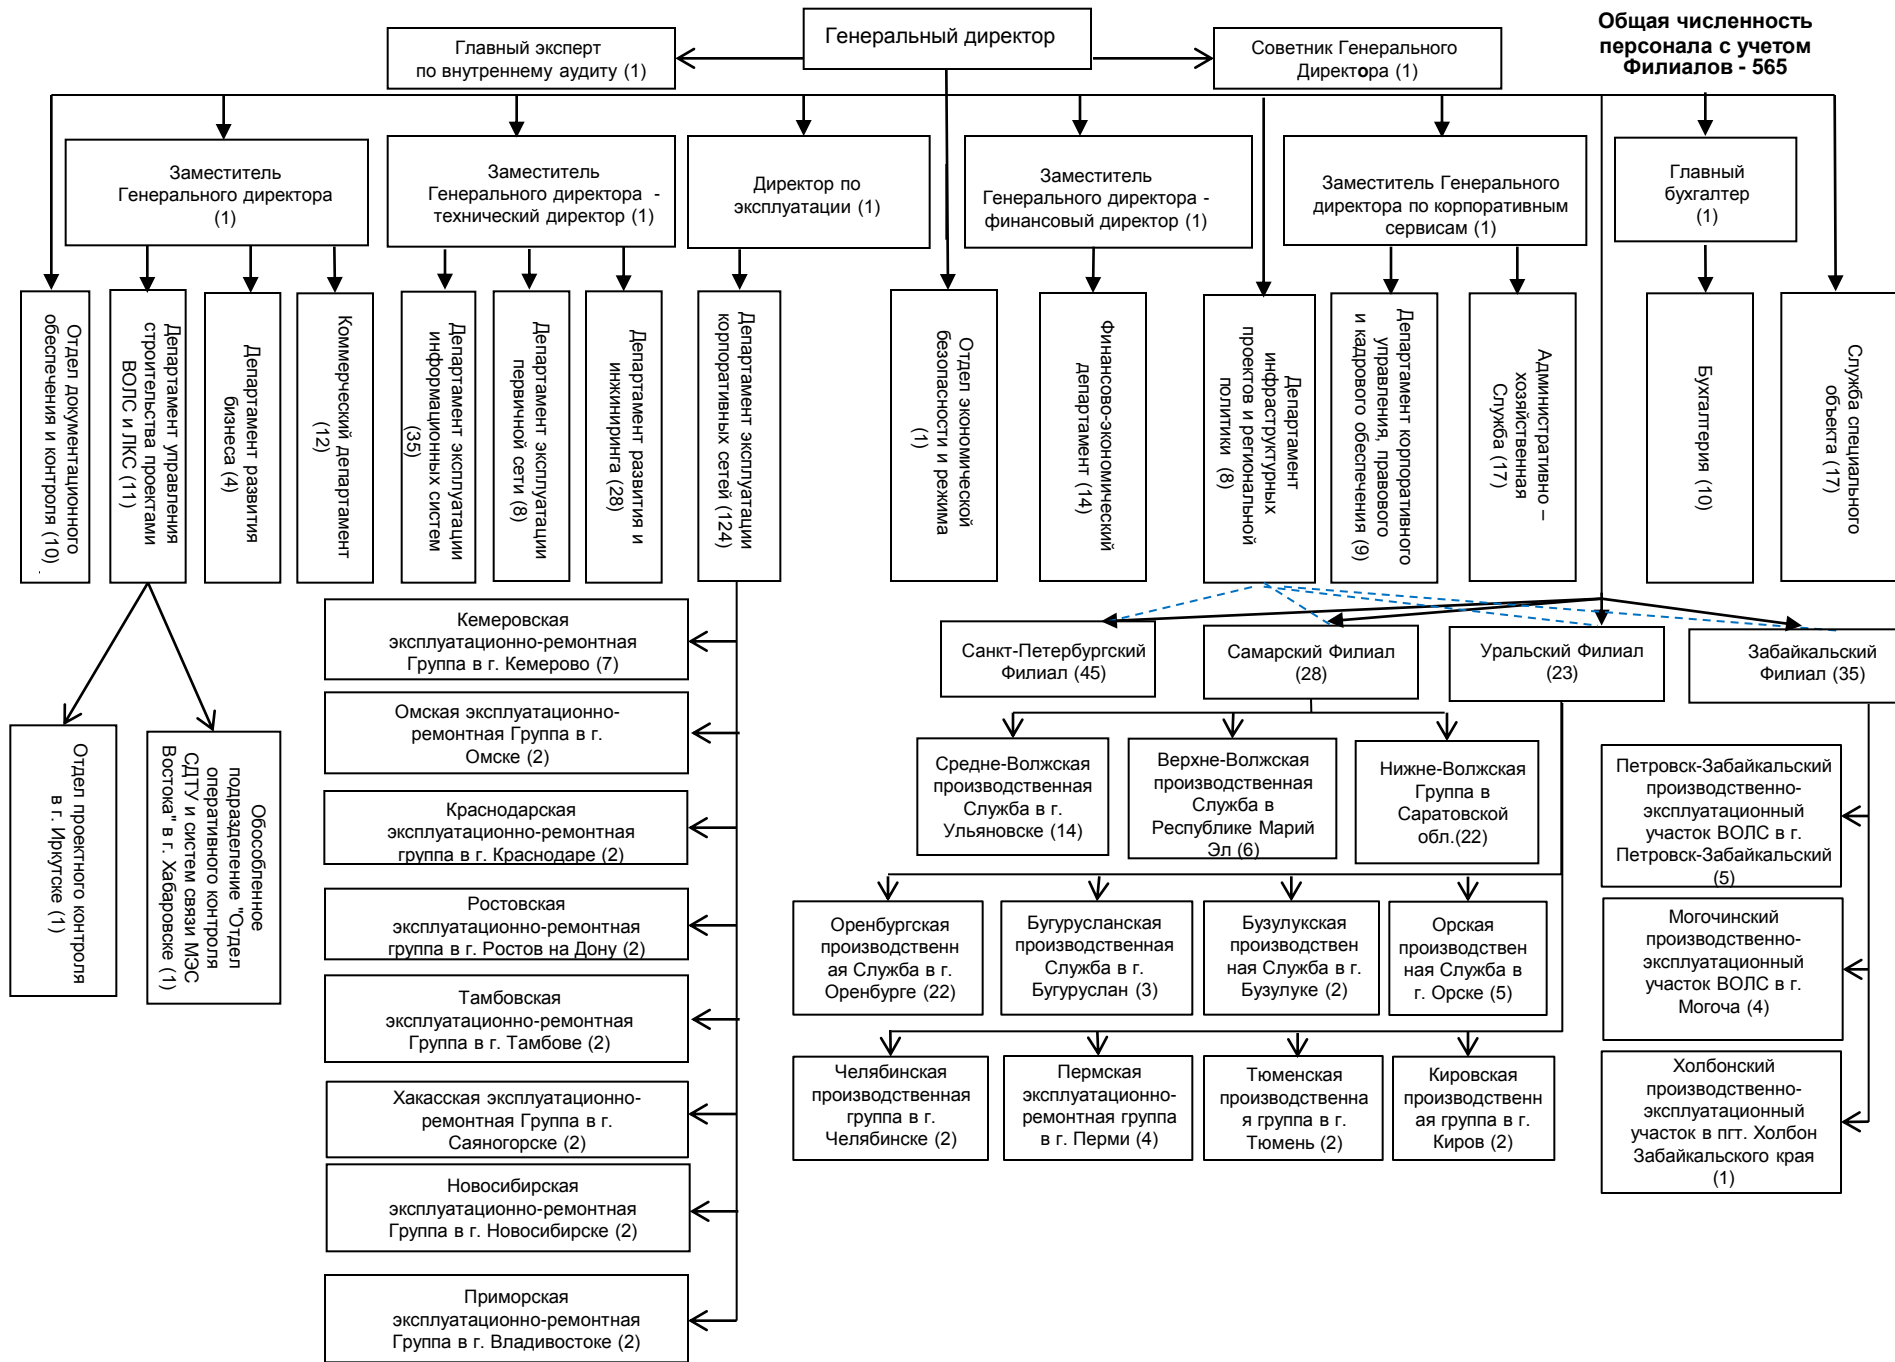 Генеральный директор
Общая численность
персонала с учетом
Филиалов - 565
Главный эксперт
по внутреннему аудиту (1)
Советник Генерального
Директора (1)
Заместитель
Генерального директора
(1)
Заместитель
Генерального директора -
технический директор (1)
Директор по
эксплуатации (1)
Заместитель
Генерального директора -
финансовый директор (1)
Заместитель Генерального
директора по корпоративным
сервисам (1)
Главный
бухгалтер
(1)
Отдел документационного
обеспечения и контроля (10)
.
Департамент управления
строительства проектами
ВОЛС и ЛКС (11)
Департамент развития
бизнеса (4)
Коммерческий департамент
(12)
Департамент эксплуатации
информационных систем
(35)
Департамент эксплуатации
первичной сети (8)
Департамент развития и
инжиниринга (28)
Департамент эксплуатации
корпоративных сетей (124)
Отдел экономической
безопасности и режима
(1)
Финансово-экономический
департамент (14)
Департамент
инфраструктурных
проектов и региональной
политики (8)
Департамент корпоративного
управления, правового
и кадрового обеспечения (9)
Административно –
хозяйственная
Служба (17)
Бухгалтерия (10)
Служба специального
объекта (17)
Кемеровская
эксплуатационно-ремонтная
Группа в г. Кемерово (7)
Омская эксплуатационно-
ремонтная Группа в г.
Омске (2)
Краснодарская
эксплуатационно-ремонтная
группа в г. Краснодаре (2)
Ростовская
эксплуатационно-ремонтная
группа в г. Ростов на Дону (2)
Тамбовская
эксплуатационно-ремонтная
Группа в г. Тамбове (2)
Хакасская эксплуатационно-
ремонтная Группа в г.
Саяногорске (2)
Новосибирская
эксплуатационно-ремонтная
Группа в г. Новосибирске (2)
Приморская
эксплуатационно-ремонтная
Группа в г. Владивостоке (2)
Отдел проектного контроля
в г. Иркутске (1)
Обособленное
подразделение "Отдел
оперативного контроля
СДТУ и систем связи МЭС
Востока" в г. Хабаровске (1)
Санкт-Петербургский
Филиал (45)
Самарский Филиал
(28)
Уральский Филиал
(23)
Забайкальский
Филиал (35)
Средне-Волжская
производственная
Служба в г.
Ульяновске (14)
Верхне-Волжская
производственная
Служба в
Республике Марий
Эл (6)
Нижне-Волжская
Группа в
Саратовской
обл.(22)
Оренбургская
производственн
ая Служба в г.
Оренбурге (22)
Бугурусланская
производственная
Служба в г.
Бугуруслан (3)
Бузулукская
производствен
ная Служба в г.
Бузулуке (2)
Орская
производствен
ная Служба в
г. Орске (5)
Челябинская
производственная
группа в г.
Челябинске (2)
Пермская
эксплуатационно-
ремонтная группа
в г. Перми (4)
Тюменская
производственна
я группа в г.
Тюмень (2)
Кировская
производственн
ая группа в г.
Киров (2)
Петровск-Забайкальский
производственно-
эксплуатационный
участок ВОЛС в г.
Петровск-Забайкальский
(5)
Могочинский
производственно-
эксплуатационный
участок ВОЛС в г.
Могоча (4)
Холбонский
производственно-
эксплуатационный
участок в пгт. Холбон
Забайкальского края
(1)